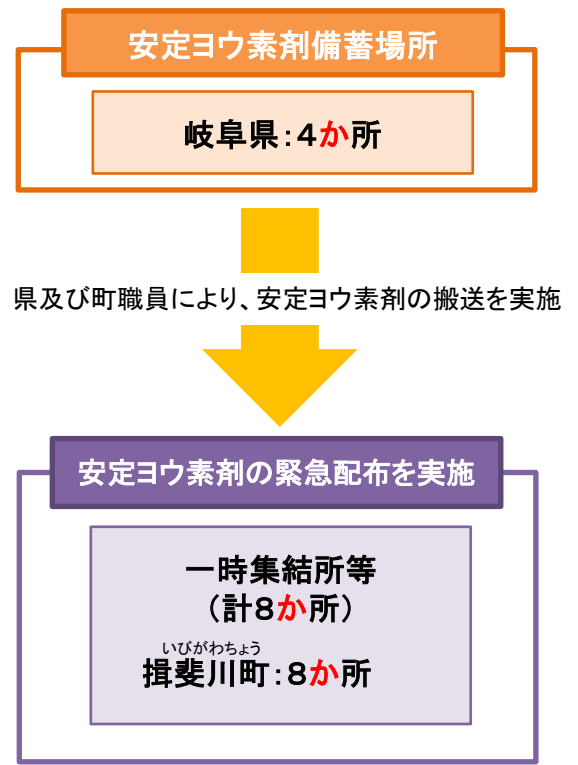 安定ヨウ素剤備蓄場所
岐阜県：４か所
県及び町職員により、安定ヨウ素剤の搬送を実施
安定ヨウ素剤の緊急配布を実施
一時集結所等
（計８か所）
いびがわちょう
揖斐川町：８か所